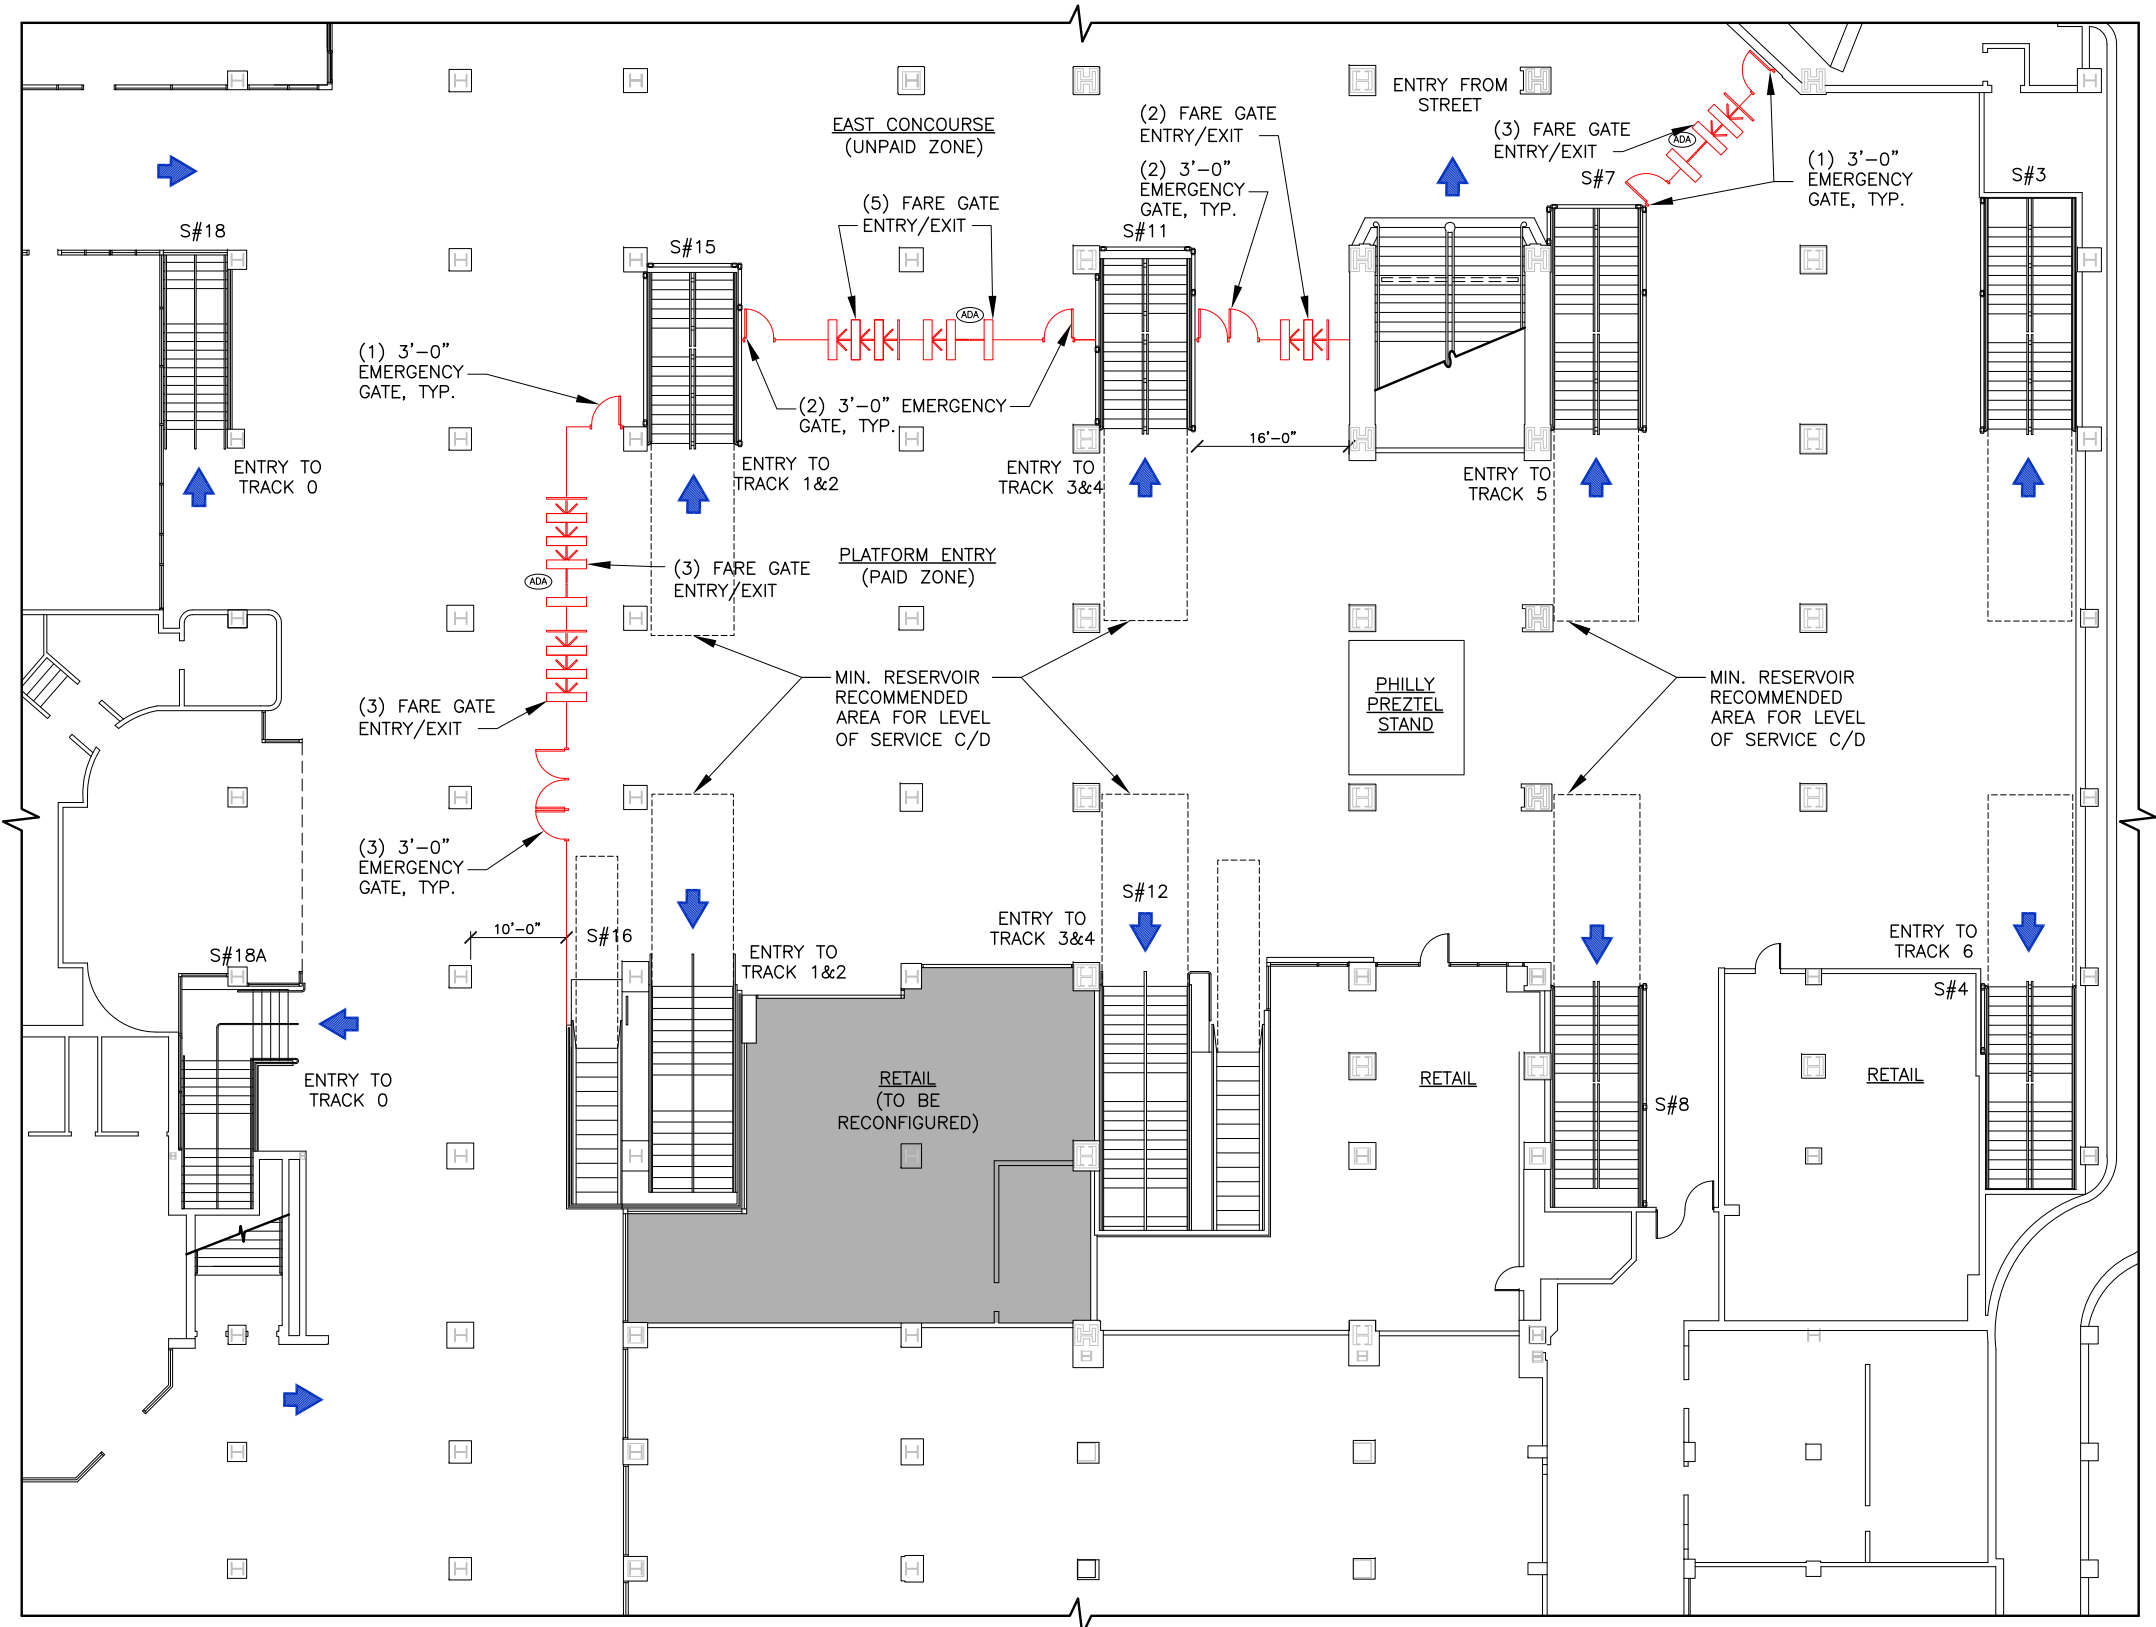 EAST CONCOURSE
(UNPAID ZONE)
(2) FARE GATE
ENTRY/EXIT
(2) 3'-0"
EMERGENCY
GATE, TYP.
ENTRY FROM
STREET
(3) FARE GATE
ENTRY/EXIT
ADA
(1) 3'-0"
EMERGENCY
GATE, TYP.
S#7
S#3
S#18
S#15
(5) FARE GATE
ENTRY/EXIT
S#11
ADA
(1) 3'-0"
EMERGENCY
GATE, TYP.
(2) 3'-0" EMERGENCY
GATE, TYP.
16'-0"
ENTRY TO
TRACK 0
ENTRY TO
TRACK 1&2
ENTRY TO
TRACK 3&4
ENTRY TO
TRACK 5
PLATFORM ENTRY
(PAID ZONE)
(3) FARE GATE
ENTRY/EXIT
ADA
MIN. RESERVOIR
RECOMMENDED
AREA FOR LEVEL
OF SERVICE C/D
PHILLY
PREZTEL
STAND
MIN. RESERVOIR
RECOMMENDED
AREA FOR LEVEL
OF SERVICE C/D
(3) FARE GATE
ENTRY/EXIT
(3) 3'-0"
EMERGENCY
GATE, TYP.
10'-0"
S#16
S#12
ENTRY TO
TRACK 3&4
ENTRY TO
TRACK 1&2
ENTRY TO
TRACK 6
S#18A
S#4
ENTRY TO
TRACK 0
RETAIL
(TO BE
RECONFIGURED)
RETAIL
RETAIL
S#8